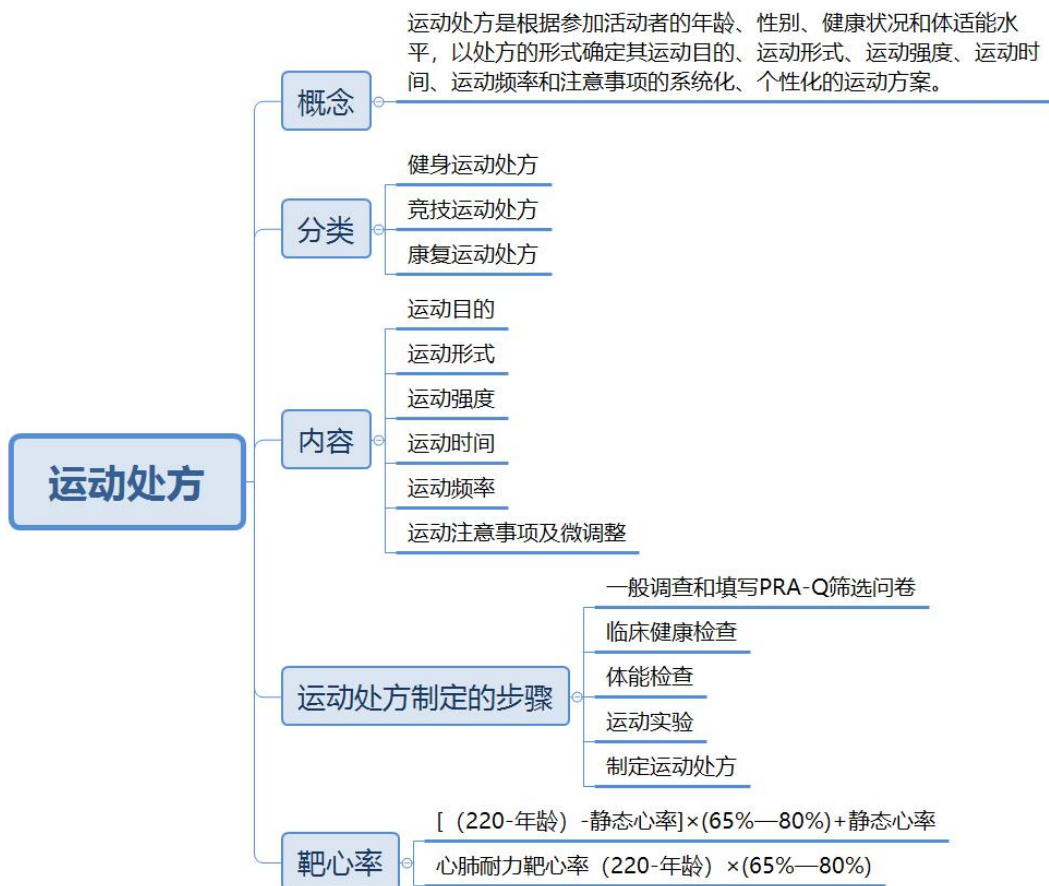 运动处方是根据参加活动者的年龄、性别、健康状况和体适能水
平，以处方的形式确定其运动目的、运动形式、运动强度、运动时
间、运动频率和注意事项的系统化、个性化的运动方案。
概念
健身运动处方
分类
竞技运动处方
康复运动处方
运动目的
运动形式
运动强度
内容
运动时间
运动处方
运动频率
运动注意事项及微调整
一般调查和填写PRA-Q筛选问卷
临床健康检查
体能检查
运动处方制定的步骤
运动实验
制定运动处方
[（220-年龄）-静态心率]×(65%—80%)+静态心率
靶心率
心肺耐力靶心率（220-年龄）×(65%—80%)